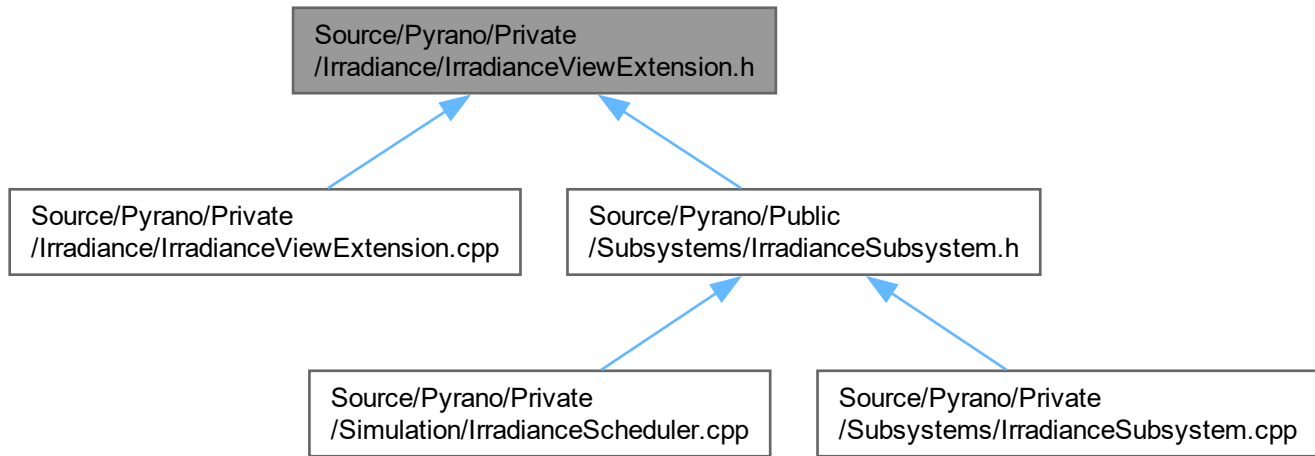 Source/Pyrano/Private
/Irradiance/IrradianceViewExtension.h
Source/Pyrano/Private
/Irradiance/IrradianceViewExtension.cpp
Source/Pyrano/Public
/Subsystems/IrradianceSubsystem.h
Source/Pyrano/Private
/Simulation/IrradianceScheduler.cpp
Source/Pyrano/Private
/Subsystems/IrradianceSubsystem.cpp